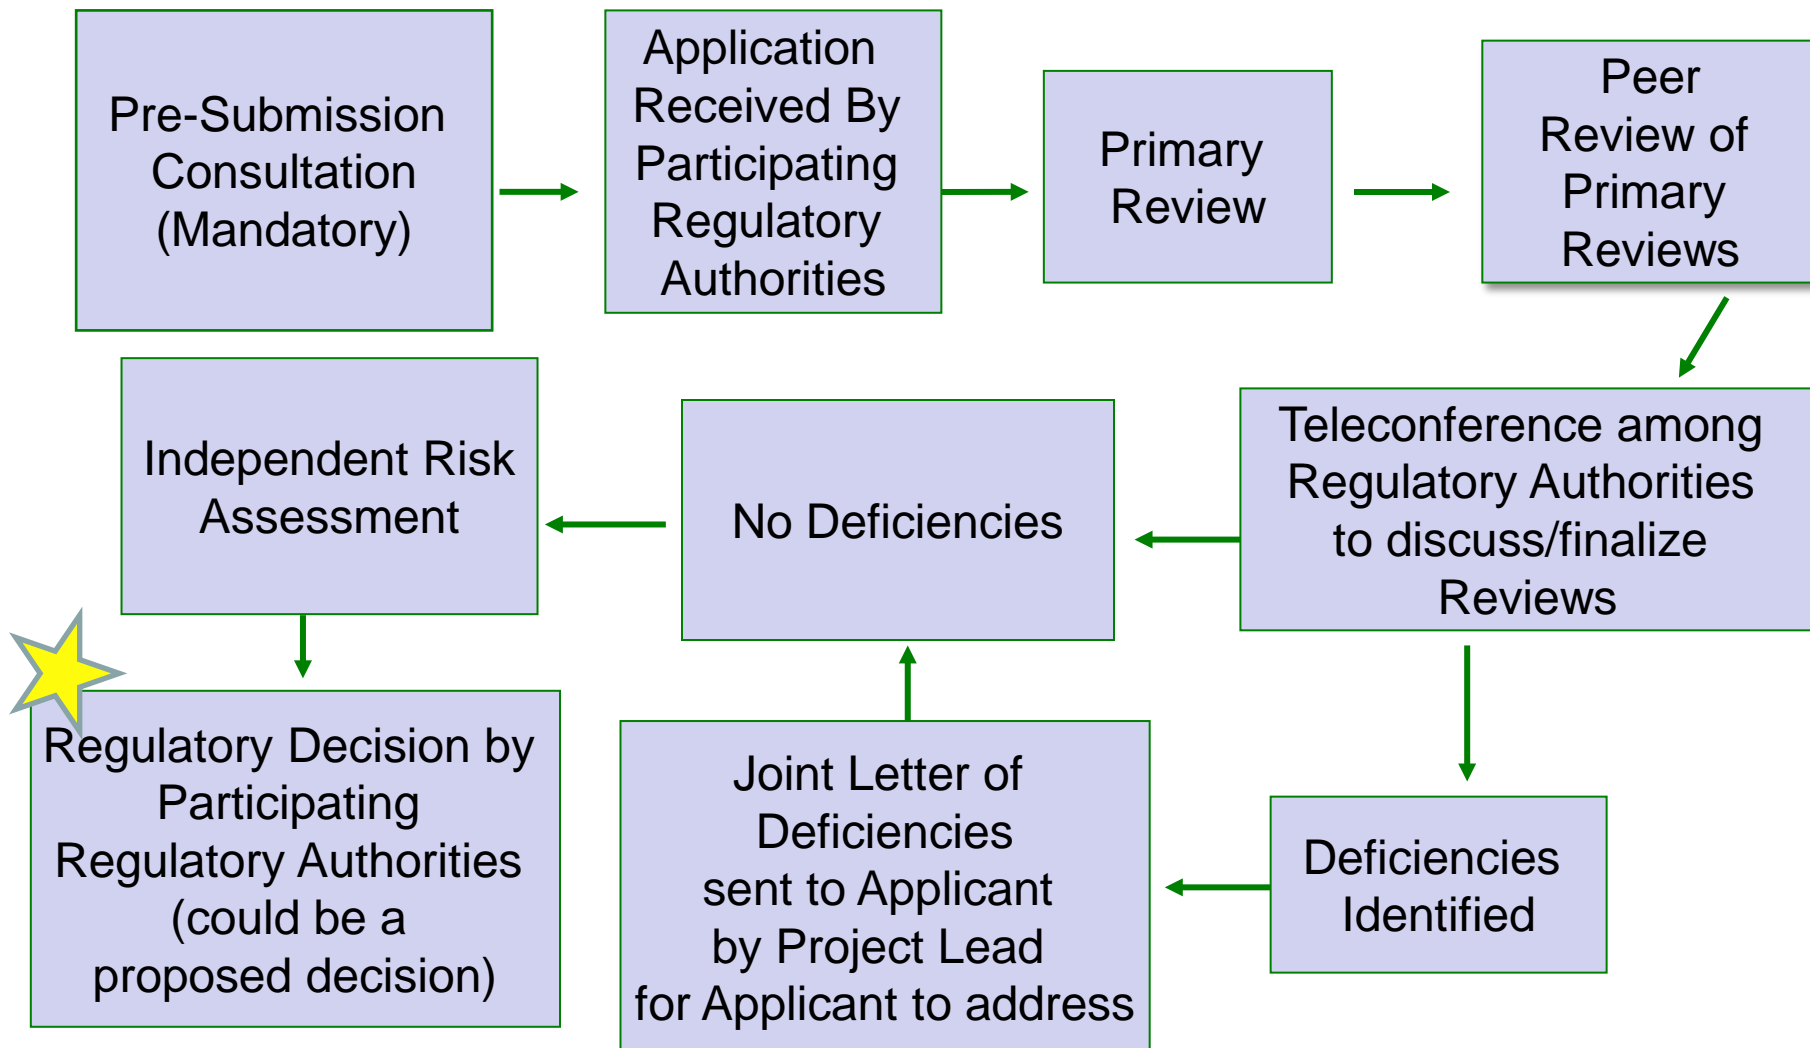 Pre-Submission
Consultation
(Mandatory)
Application
Received By
Participating
Regulatory
Authorities
Primary
Review
Peer
Review of
Primary
Reviews
Teleconference among
Regulatory Authorities
to discuss/finalize
Reviews
No Deficiencies
Independent Risk
Assessment
Regulatory Decision by
Participating
Regulatory Authorities
(could be a
proposed decision)
Joint Letter of
Deficiencies
sent to Applicant
by Project Lead
for Applicant to address
Deficiencies
Identified